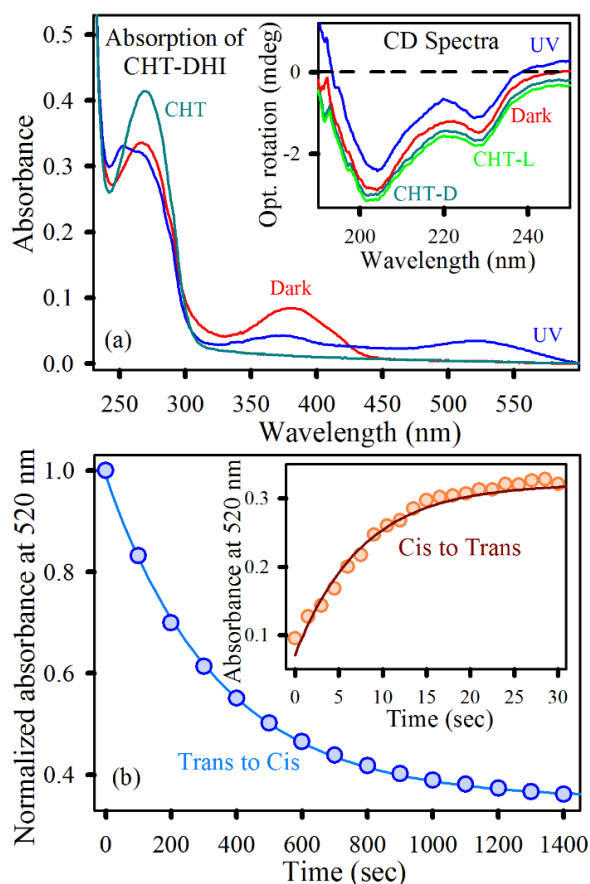 0.5
0.4
0.3
0.2
0.1
0.0
Absorbance
Absorption of
CHT-DHI
CHT
Dark
UV
(a)
250 300 350 400 450 500 550
Wavelength (nm)
CD Spectra
UV
Dark
CHT-L
CHT-D
0
-2
Opt. rotation (mdeg)
200 220 240
Wavelength (nm)
1.0
0.8
0.6
0.4
Normalized absorbance at 520 nm
Trans to Cis
(b)
0 200 400 600 800 1000 1200 1400
Time (sec)
0.3
0.2
0.1
Absorbance at 520 nm
Cis to Trans
0 5 10 15 20 25 30
Time (sec)